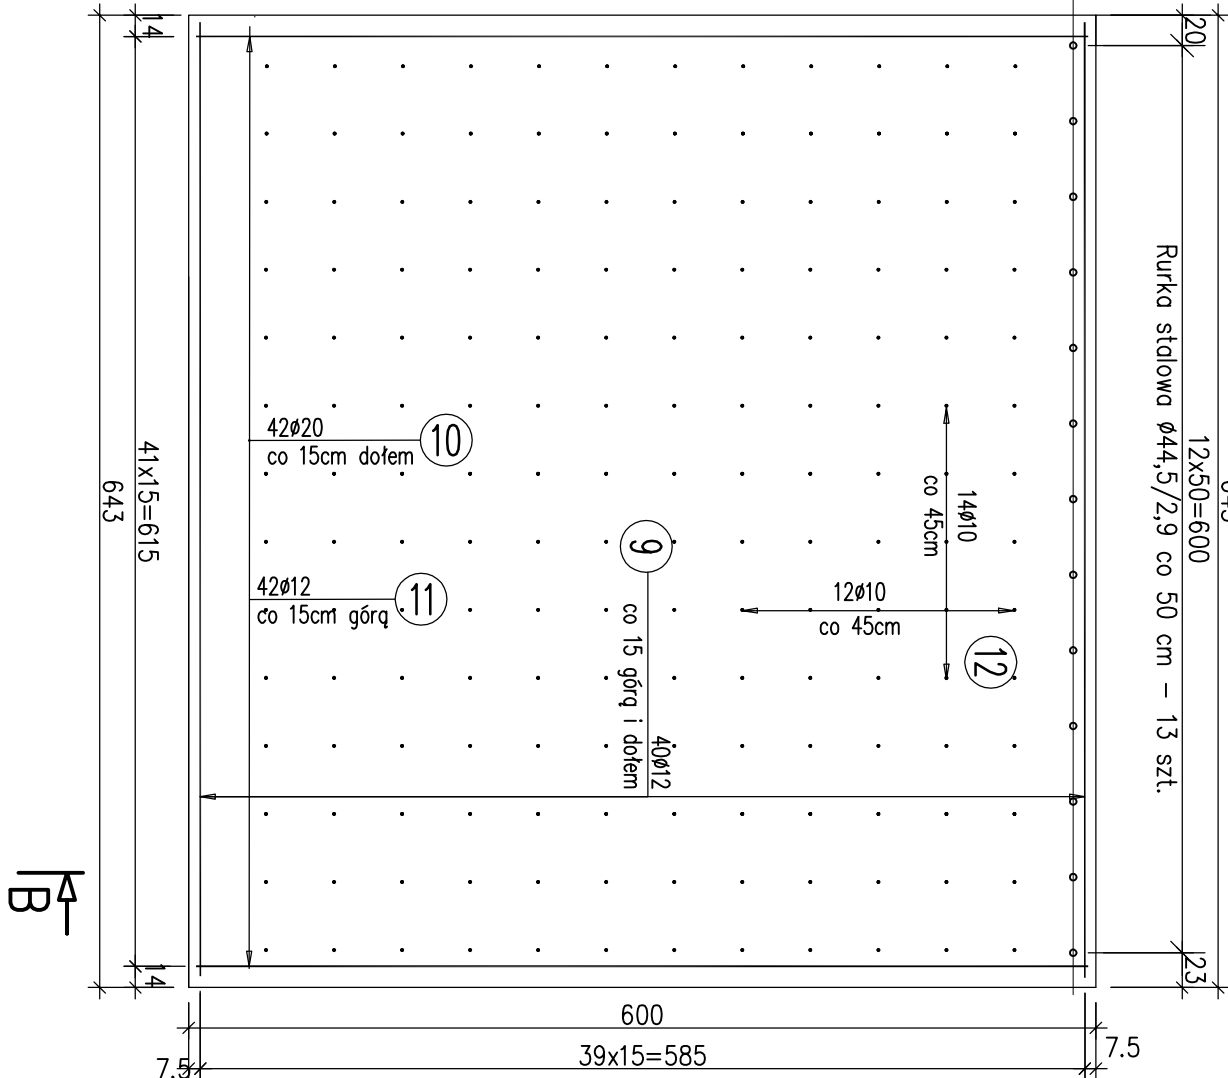 14
20
Rurka stalowa ø44,5/2,9 co 50 cm - 13 szt.
12x50=600
643
41x15=615
643
42ø20
co 15cm dołem
10
42ø12
co 15cm górą
11
9
co 15 górą i dołem
40ø12
14ø10
co 45cm
12ø10
co 45cm
12
B
14
23
600
39x15=585
7.5
7.5